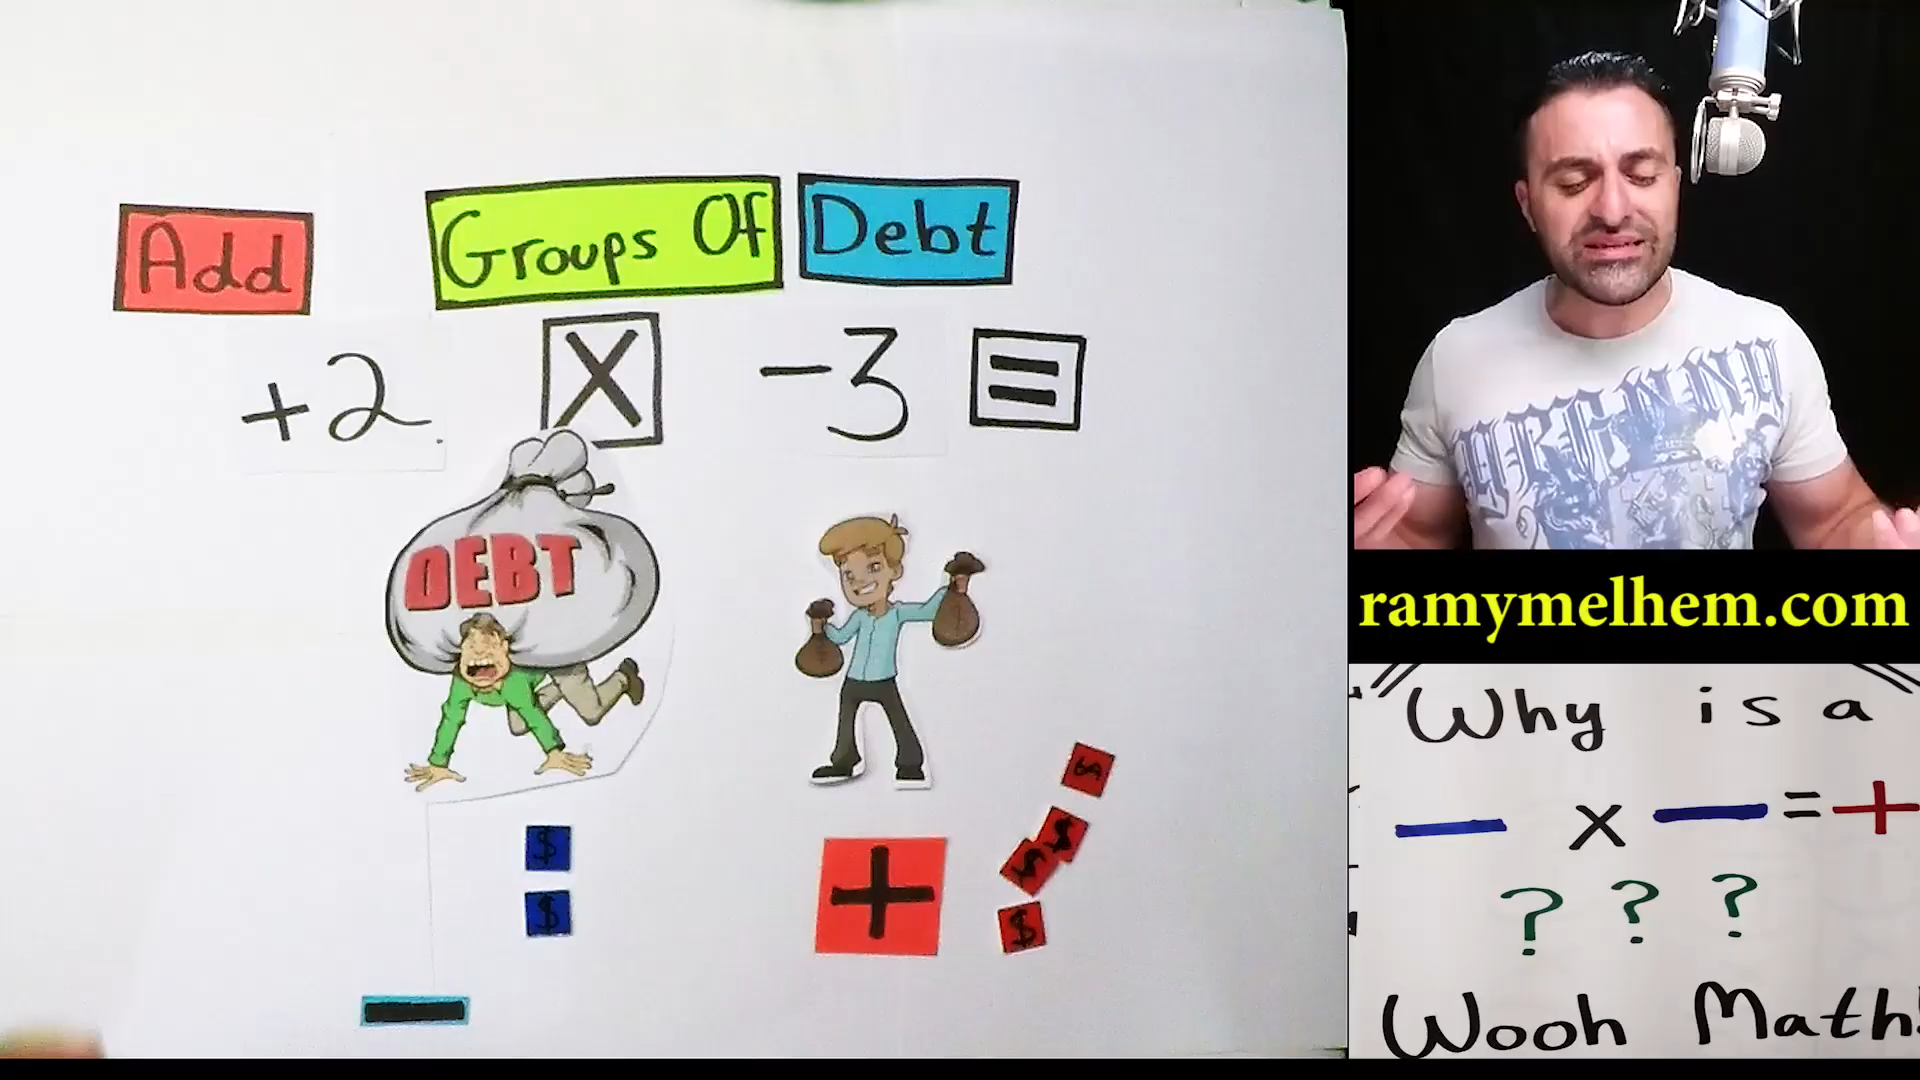 Add Groups Of Debt
+2 X -3 =
DEBT
$
$
+
$
$
$
$
-
ramymelhem.com
Why is a
- x - = +
? ? ?
Wooh Math!